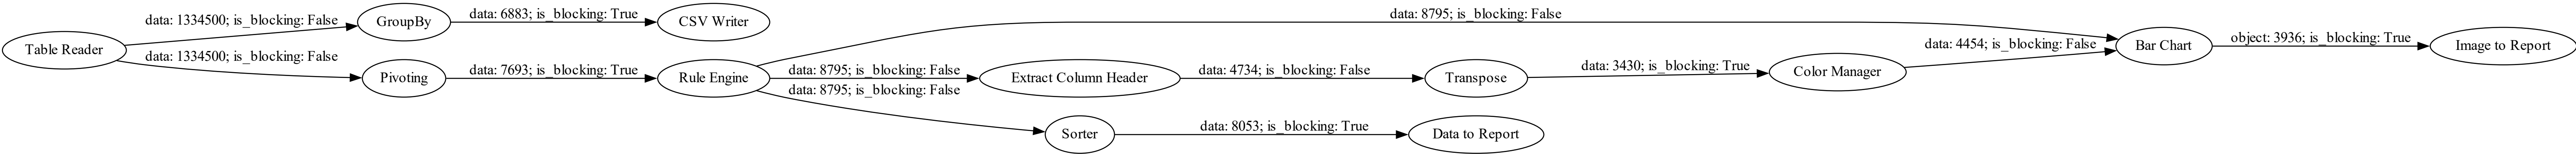 Table Reader
data: 1334500; is_blocking: False
data: 1334500; is_blocking: False
GroupBy
Pivoting
data: 6883; is_blocking: True
data: 7693; is_blocking: True
CSV Writer
Rule Engine
data: 8795; is_blocking: False
data: 8795; is_blocking: False
data: 8795; is_blocking: False
Extract Column Header
Sorter
data: 4734; is_blocking: False
data: 8053; is_blocking: True
Transpose
Data to Report
data: 3430; is_blocking: True
Color Manager
data: 4454; is_blocking: False
Bar Chart
object: 3936; is_blocking: True
Image to Report